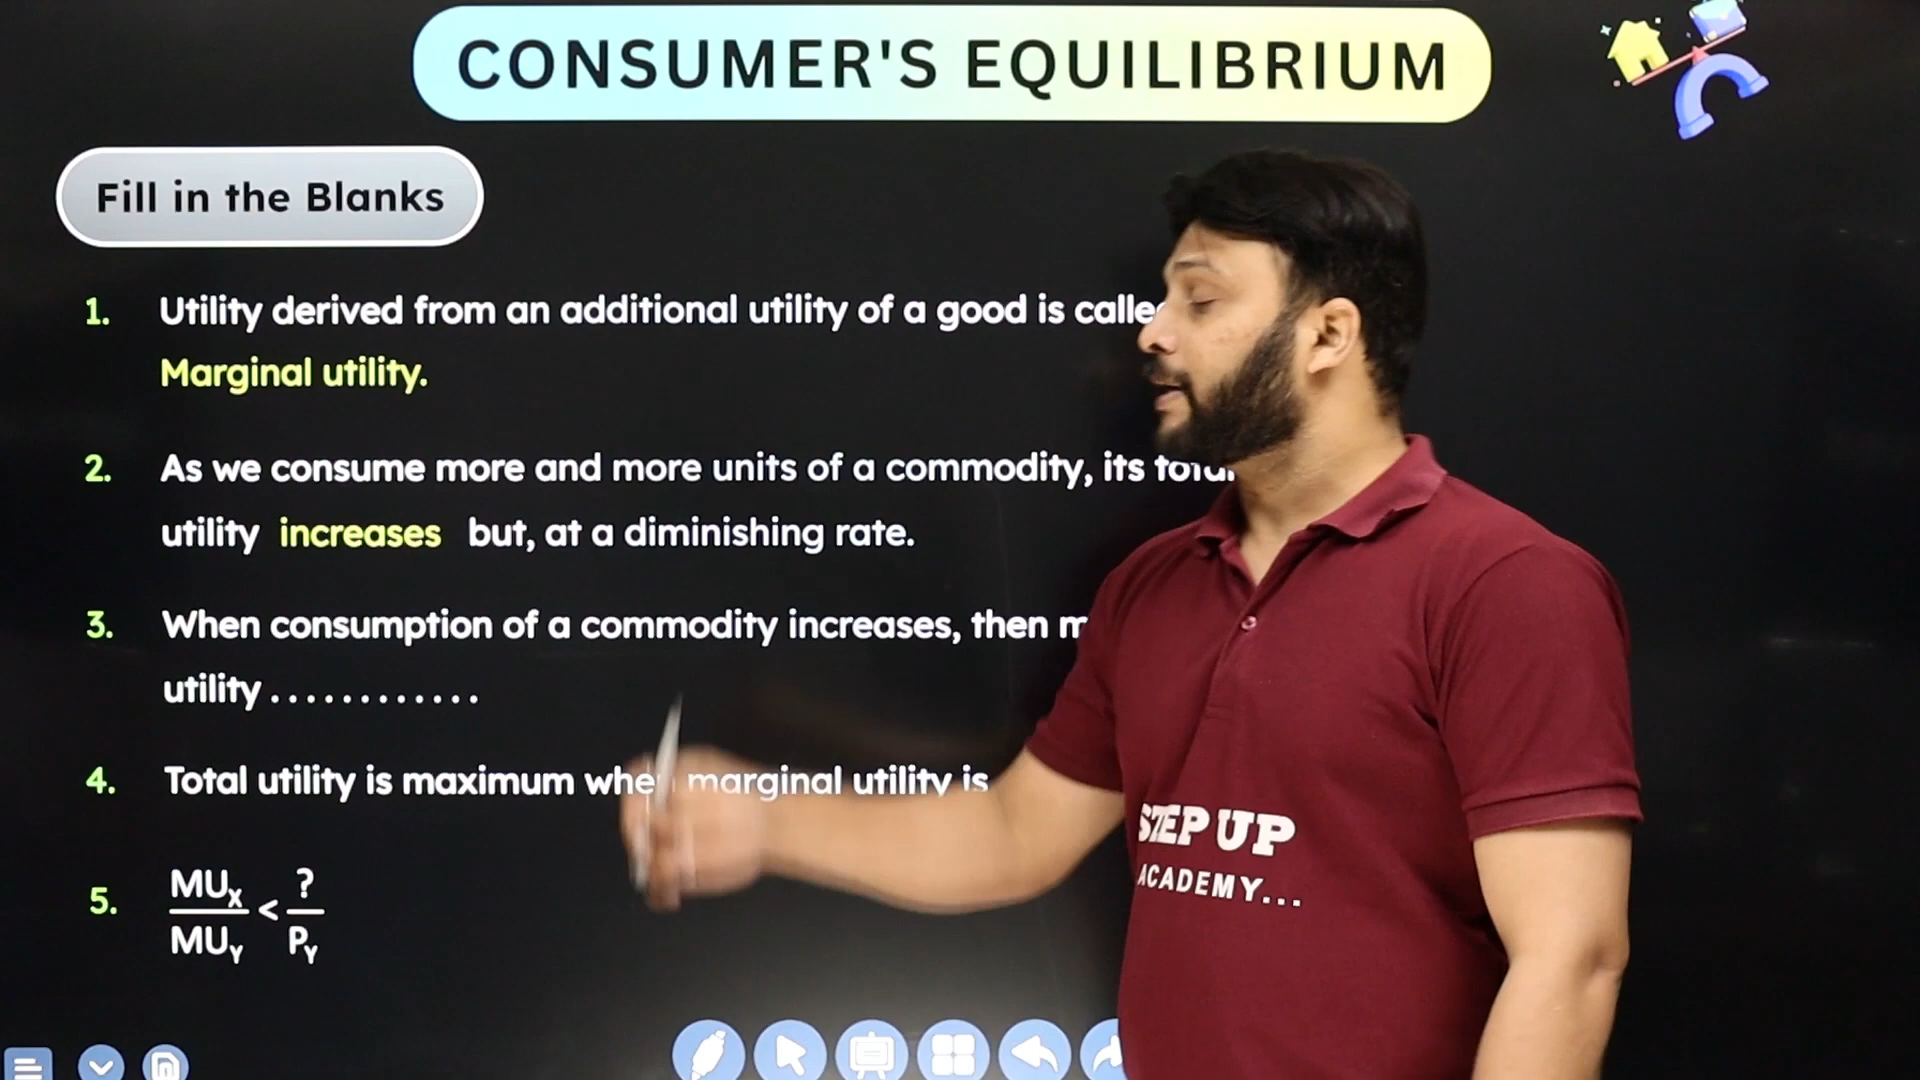 CONSUMER'S EQUILIBRIUM
Fill in the Blanks
1. Utility derived from an additional utility of a good is called
Marginal utility.
2. As we consume more and more units of a commodity, its total
utility increases but, at a diminishing rate.
3. When consumption of a commodity increases, then
utility ............
4. Total utility is maximum when marginal utility is
5. MUX/MUY < ?/PY
STEP UP
ACADEMY...